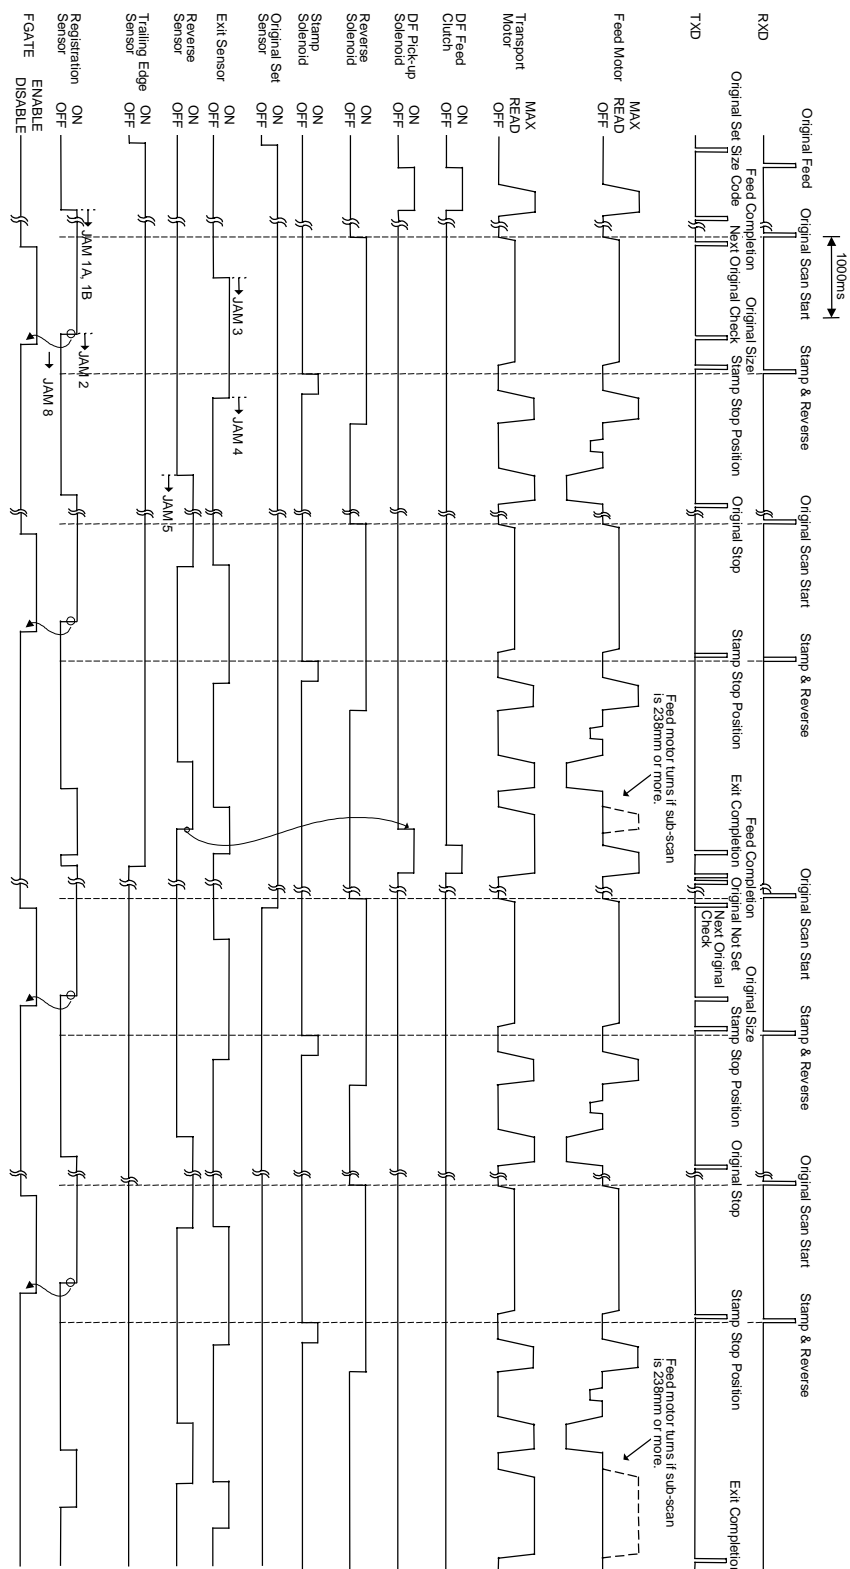 1000ms
Original Feed
Original Scan Start
Stamp & Reverse
Original Scan Start
Stamp & Reverse
Original Scan Start
Stamp & Reverse
Original Scan Start
Stamp & Reverse
RXD
Original Set
Size Code
Feed Completion
Next Original Check
Original Size
Stamp Stop Position
Original Stop
Stamp Stop Position
Exit Completion
Feed Completion
Original Not Set
Next Original
Check
Original Size
Stamp Stop Position
Original Stop
Stamp Stop Position
Exit Completion
TXD
Feed motor turns if sub-scan
is 238mm or more.
Feed motor turns if sub-scan
is 238mm or more.
Feed Motor
MAX
READ
OFF
Transport
Motor
MAX
READ
OFF
DF Feed
Clutch
ON
OFF
DF Pick-up
Solenoid
ON
OFF
Reverse
Solenoid
ON
OFF
Stamp
Solenoid
ON
OFF
Original Set
Sensor
ON
OFF
Exit Sensor
ON
OFF
JAM 3
JAM 4
Reverse
Sensor
ON
OFF
JAM 5
Trailing Edge
Sensor
ON
OFF
Registration
Sensor
ON
OFF
JAM 1A, 1B
JAM 2
JAM 8
FGATE
ENABLE
DISABLE